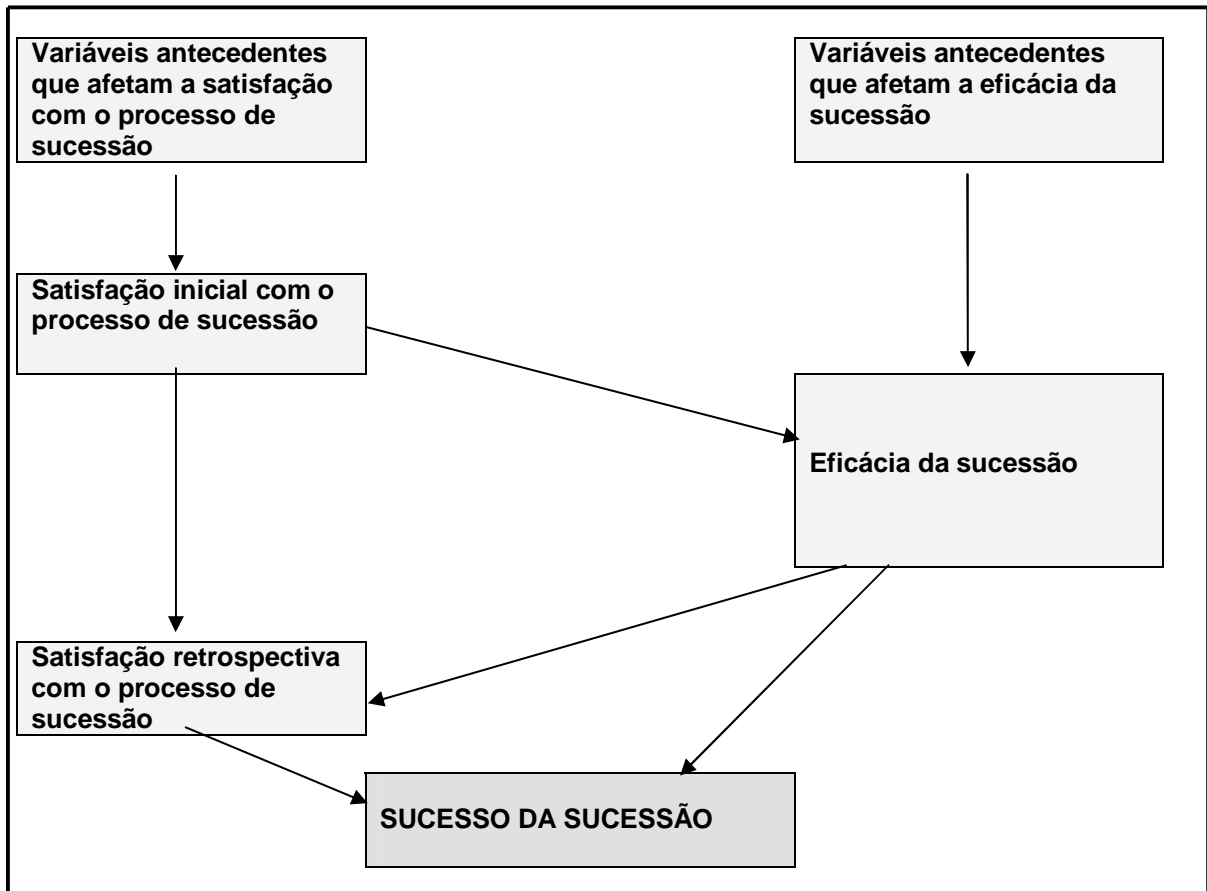 Variáveis antecedentes
que afetam a satisfação
com o processo de
sucessão
Variáveis antecedentes
que afetam a eficácia da
sucessão
Satisfação inicial com o
processo de sucessão
Eficácia da sucessão
Satisfação retrospectiva
com o processo de
sucessão
SUCESSO DA SUCESSÃO